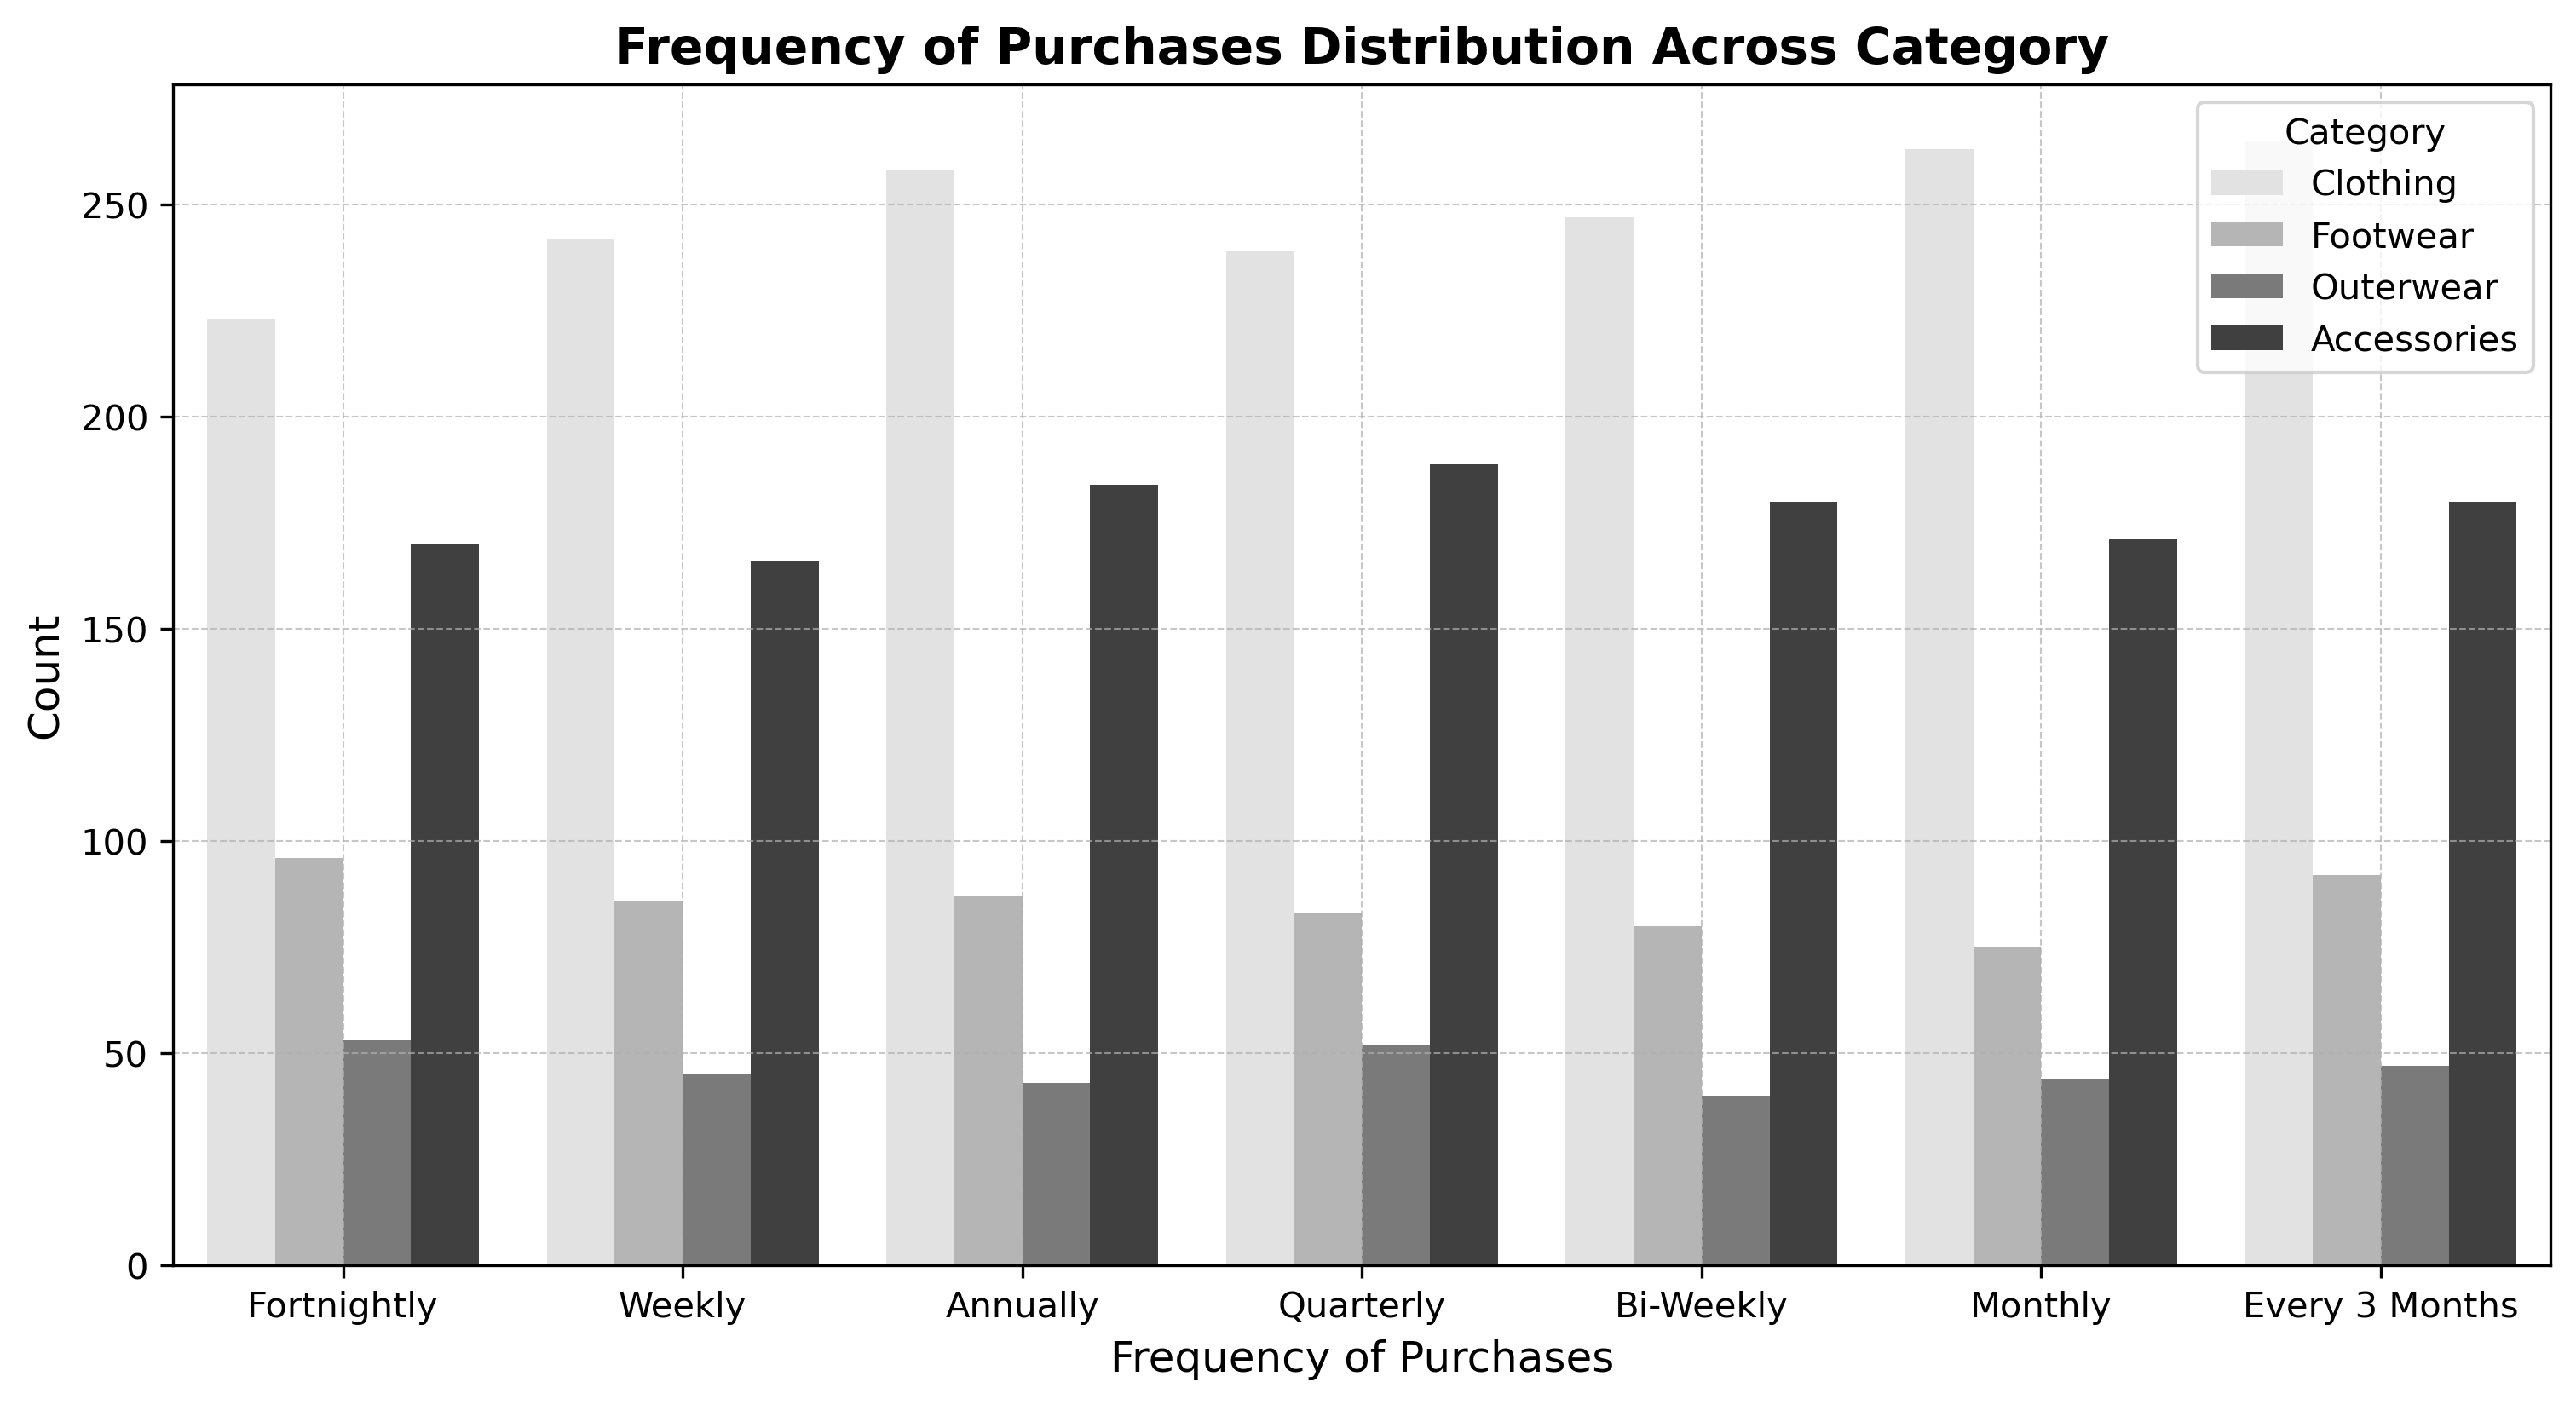 Frequency of Purchases Distribution Across Category
Category
Clothing
Footwear
Outerwear
Accessories
Count
250
200
150
100
50
0
Fortnightly Weekly Annually Quarterly Bi-Weekly Monthly Every 3 Months
Frequency of Purchases